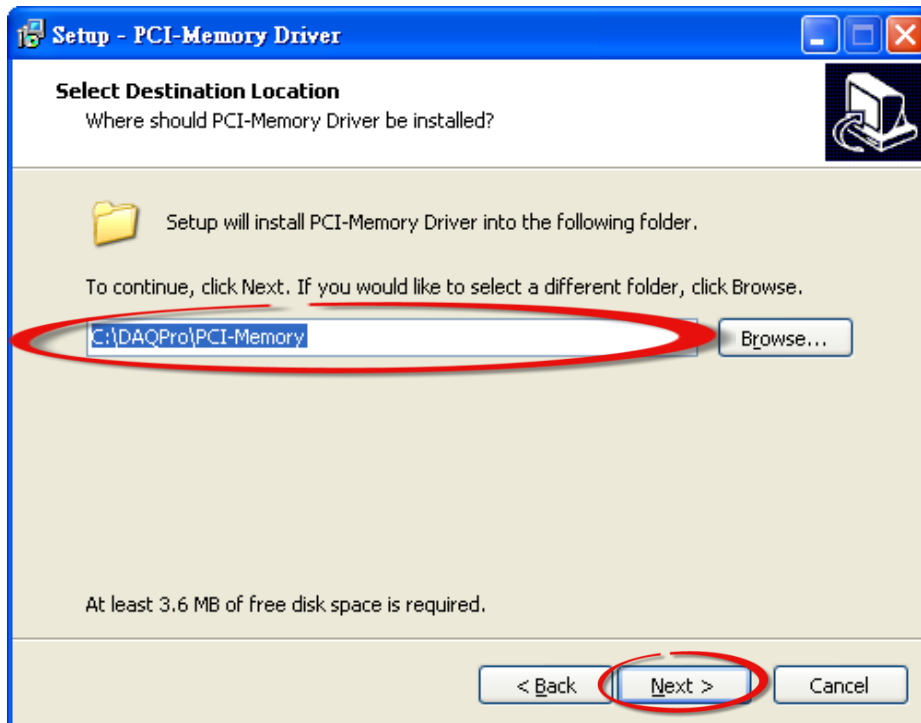 Setup - PCI-Memory Driver
Select Destination Location
Where should PCI-Memory Driver be installed?
Setup will install PCI-Memory Driver into the following folder.
To continue, click Next. If you would like to select a different folder, click Browse.
C:\DAQPro\PCI-Memory
Browse...
At least 3.6 MB of free disk space is required.
< Back
Next >
Cancel